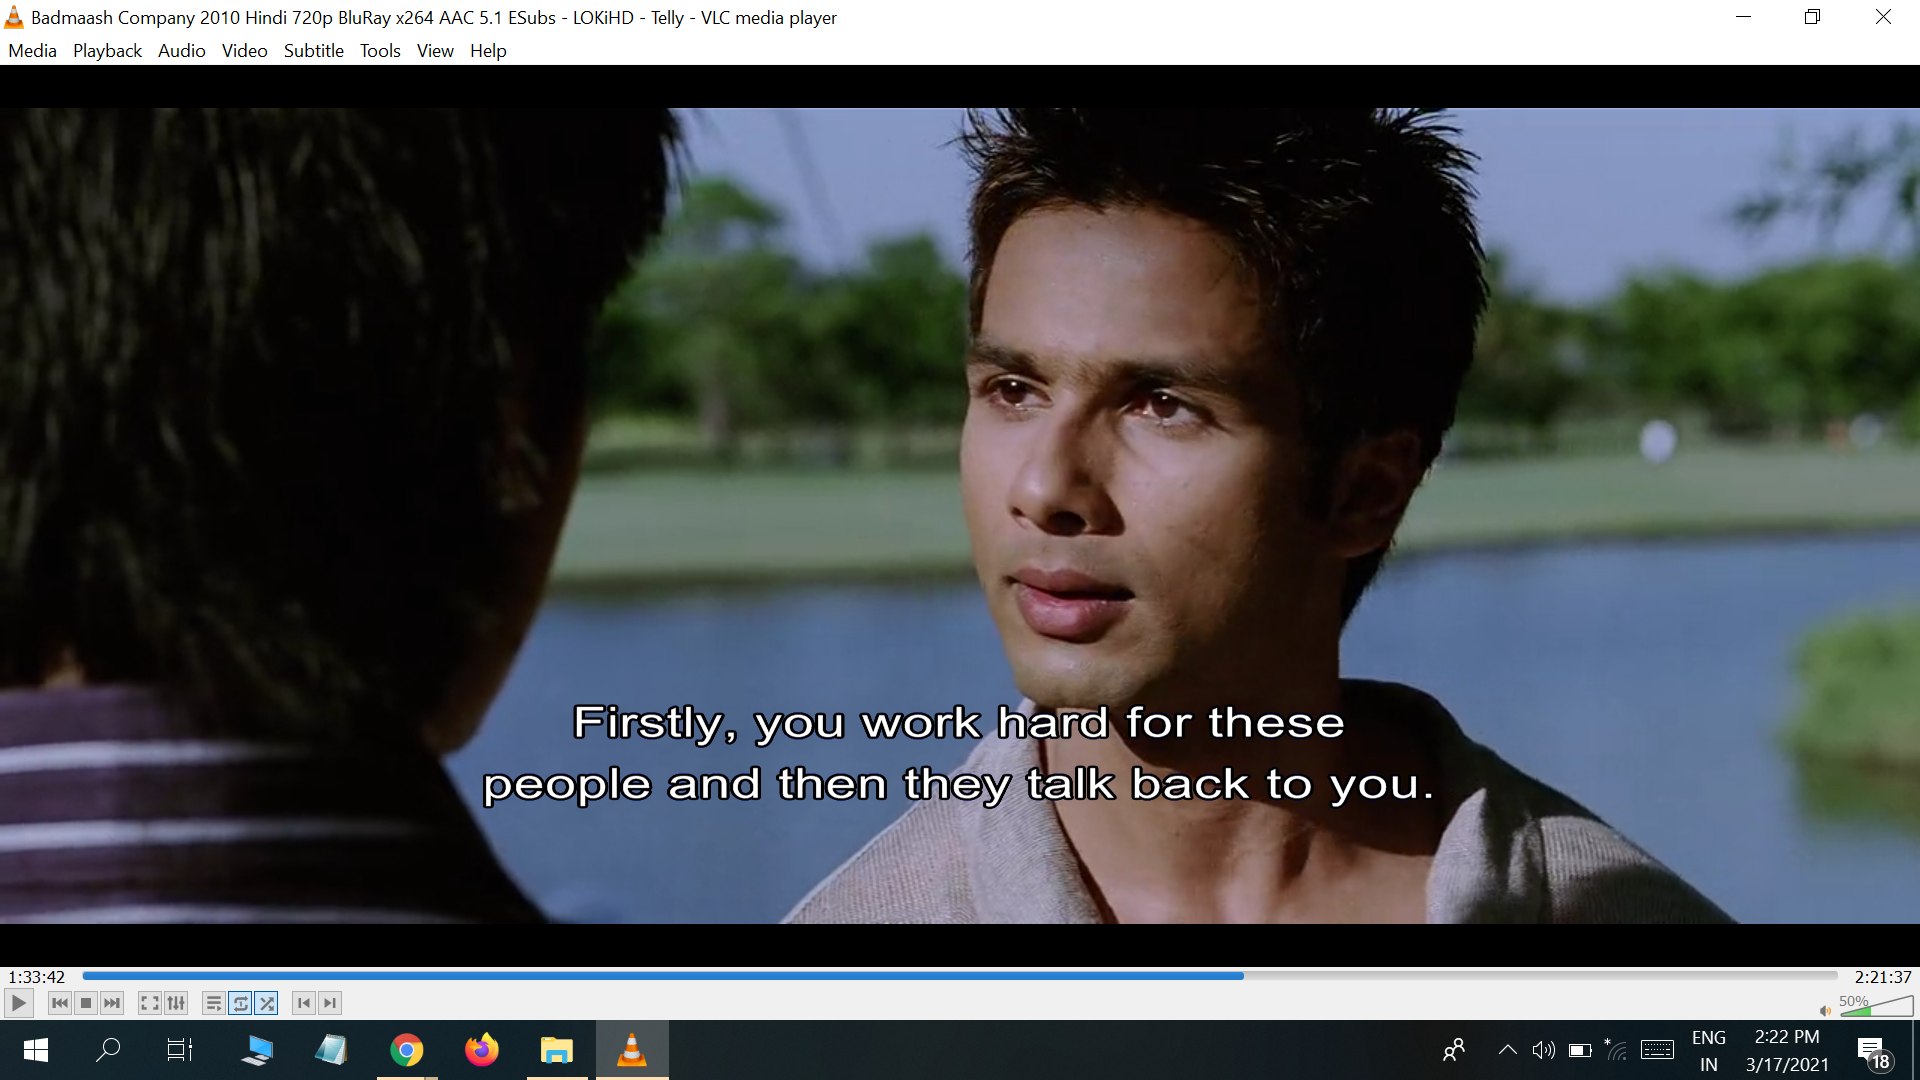 Badmaash Company 2010 Hindi 720p BluRay x264 AAC 5.1 ESubs - LOKiHD - Telly - VLC media player
Media Playback Audio Video Subtitle Tools View Help
Firstly, you work hard for these
people and then they talk back to you.
1:33:42
2:21:37
50%
ENG
IN
2:22 PM
3/17/2021
18